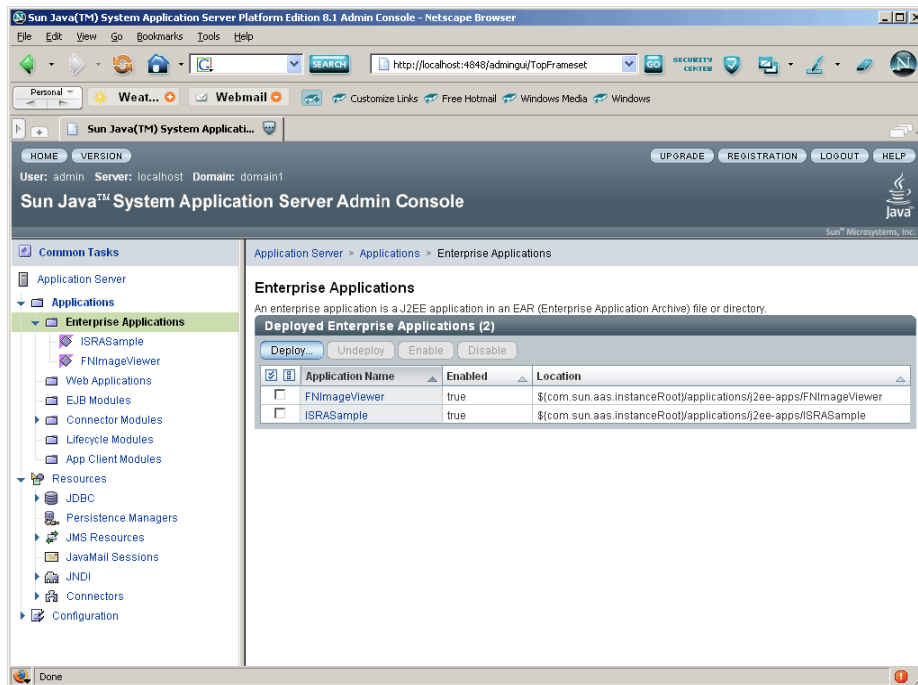 Sun Java(TM) System Application Server Platform Edition 8.1 Admin Console - Netscape Browser
File Edit View Go Bookmarks Tools Help
SEARCH http://localhost:4848/admingui/TopFrameset GO SECURITY CENTER
Personal Weat... Webmail Customize Links Free Hotmail Windows Media Windows
Sun Java(TM) System Applicati...
HOME VERSION UPGRADE REGISTRATION LOGOUT HELP
User: admin Server: localhost Domain: domain1
Sun Java™ System Application Server Admin Console
Java™
Sun™ Microsystems, Inc.
Common Tasks
Application Server
Applications
Enterprise Applications
ISRASample
FNImageViewer
Web Applications
EJB Modules
Connector Modules
Lifecycle Modules
App Client Modules
Resources
JDBC
Persistence Managers
JMS Resources
JavaMail Sessions
JNDI
Connectors
Configuration
Application Server > Applications > Enterprise Applications
Enterprise Applications
An enterprise application is a J2EE application in an EAR (Enterprise Application Archive) file or directory.
Deployed Enterprise Applications (2)
Deploy... Undeploy Enable Disable
Application Name Enabled Location
FNImageViewer true ${com.sun.aas.instanceRoot}/applications/j2ee-apps/FNImageViewer
ISRASample true ${com.sun.aas.instanceRoot}/applications/j2ee-apps/ISRASample
Done